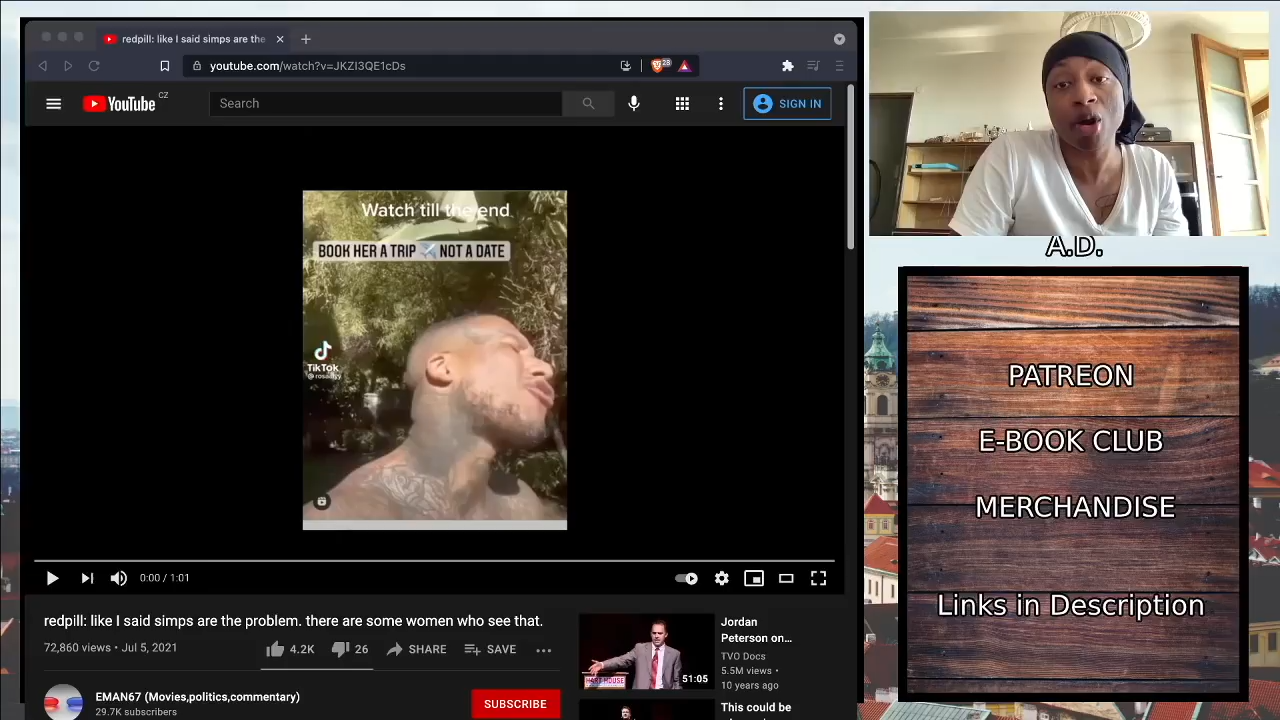 redpill: like I said simps are the
youtube.com/watch?v=JKZI3QE1cDs
28
YouTube CZ
Search
SIGN IN
Watch till the end
BOOK HER A TRIP ✈️ NOT A DATE
TikTok
0:00 / 1:01
redpill: like I said simps are the problem. there are some women who see that.
72,860 views • Jul 5, 2021
4.2K
26
SHARE
SAVE
EMAN67 (Movies,politics,commentary)
29.7K subscribers
SUBSCRIBE
51:05
Jordan
Peterson on…
TVO Docs
5.5M views •
10 years ago
This could be
A.D.
PATREON
E-BOOK CLUB
MERCHANDISE
Links in Description